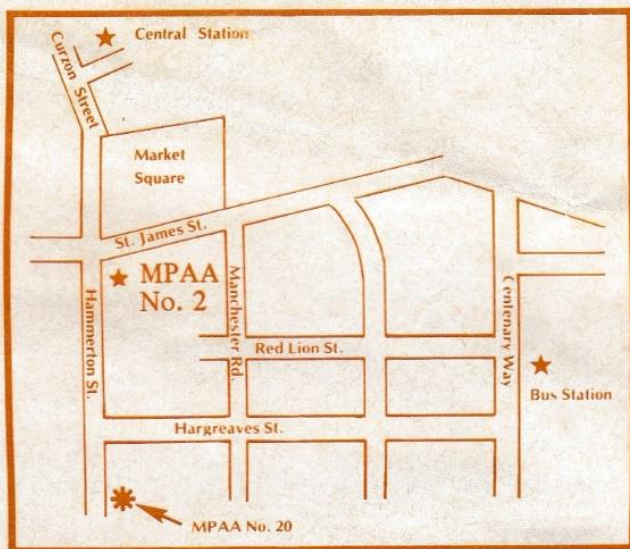 Central Station
Curzon Street
Market
Square
St. James St.
MPAA
No. 2
Hammerton St.
Manchester Rd.
Red Lion St.
Centenary Way
Bus Station
Hargreaves St.
MPAA No. 20